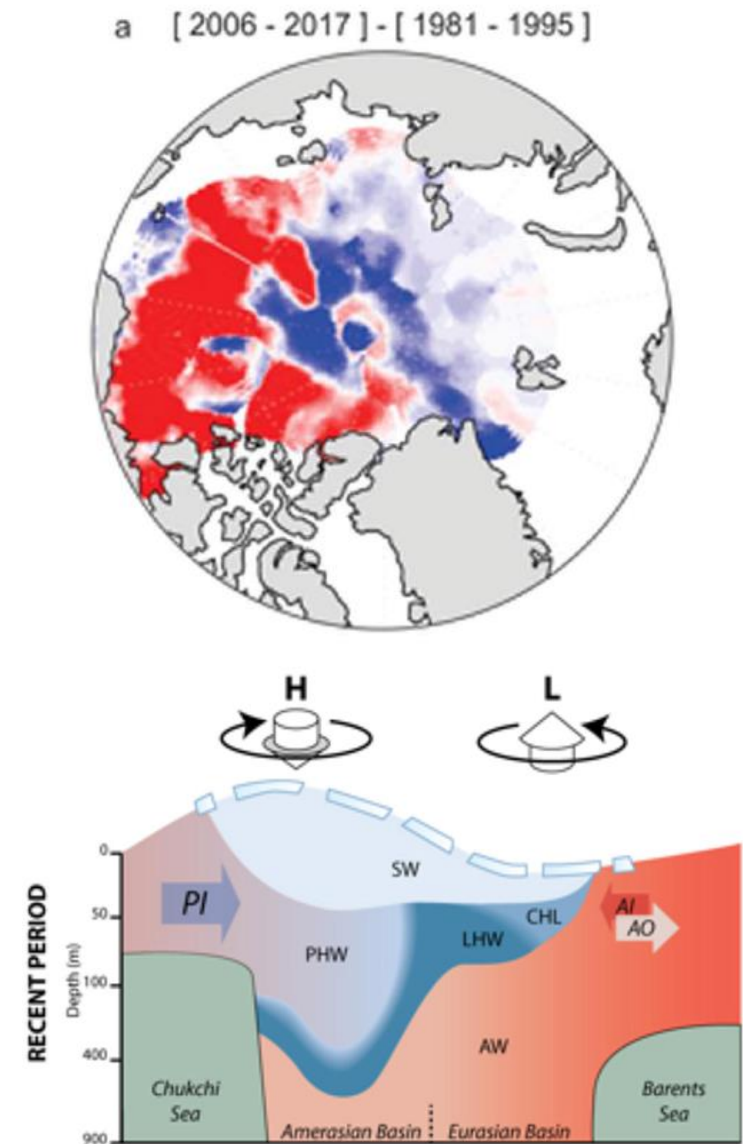 a [ 2006 - 2017 ] - [ 1981 - 1995 ]
H
L
RECENT PERIOD
Depth (m)
0
50
100
400
900
SW
PI
PHW
LHW
CHL
AI
AO
AW
Chukchi
Sea
Barents
Sea
Amerasian Basin
Eurasian Basin